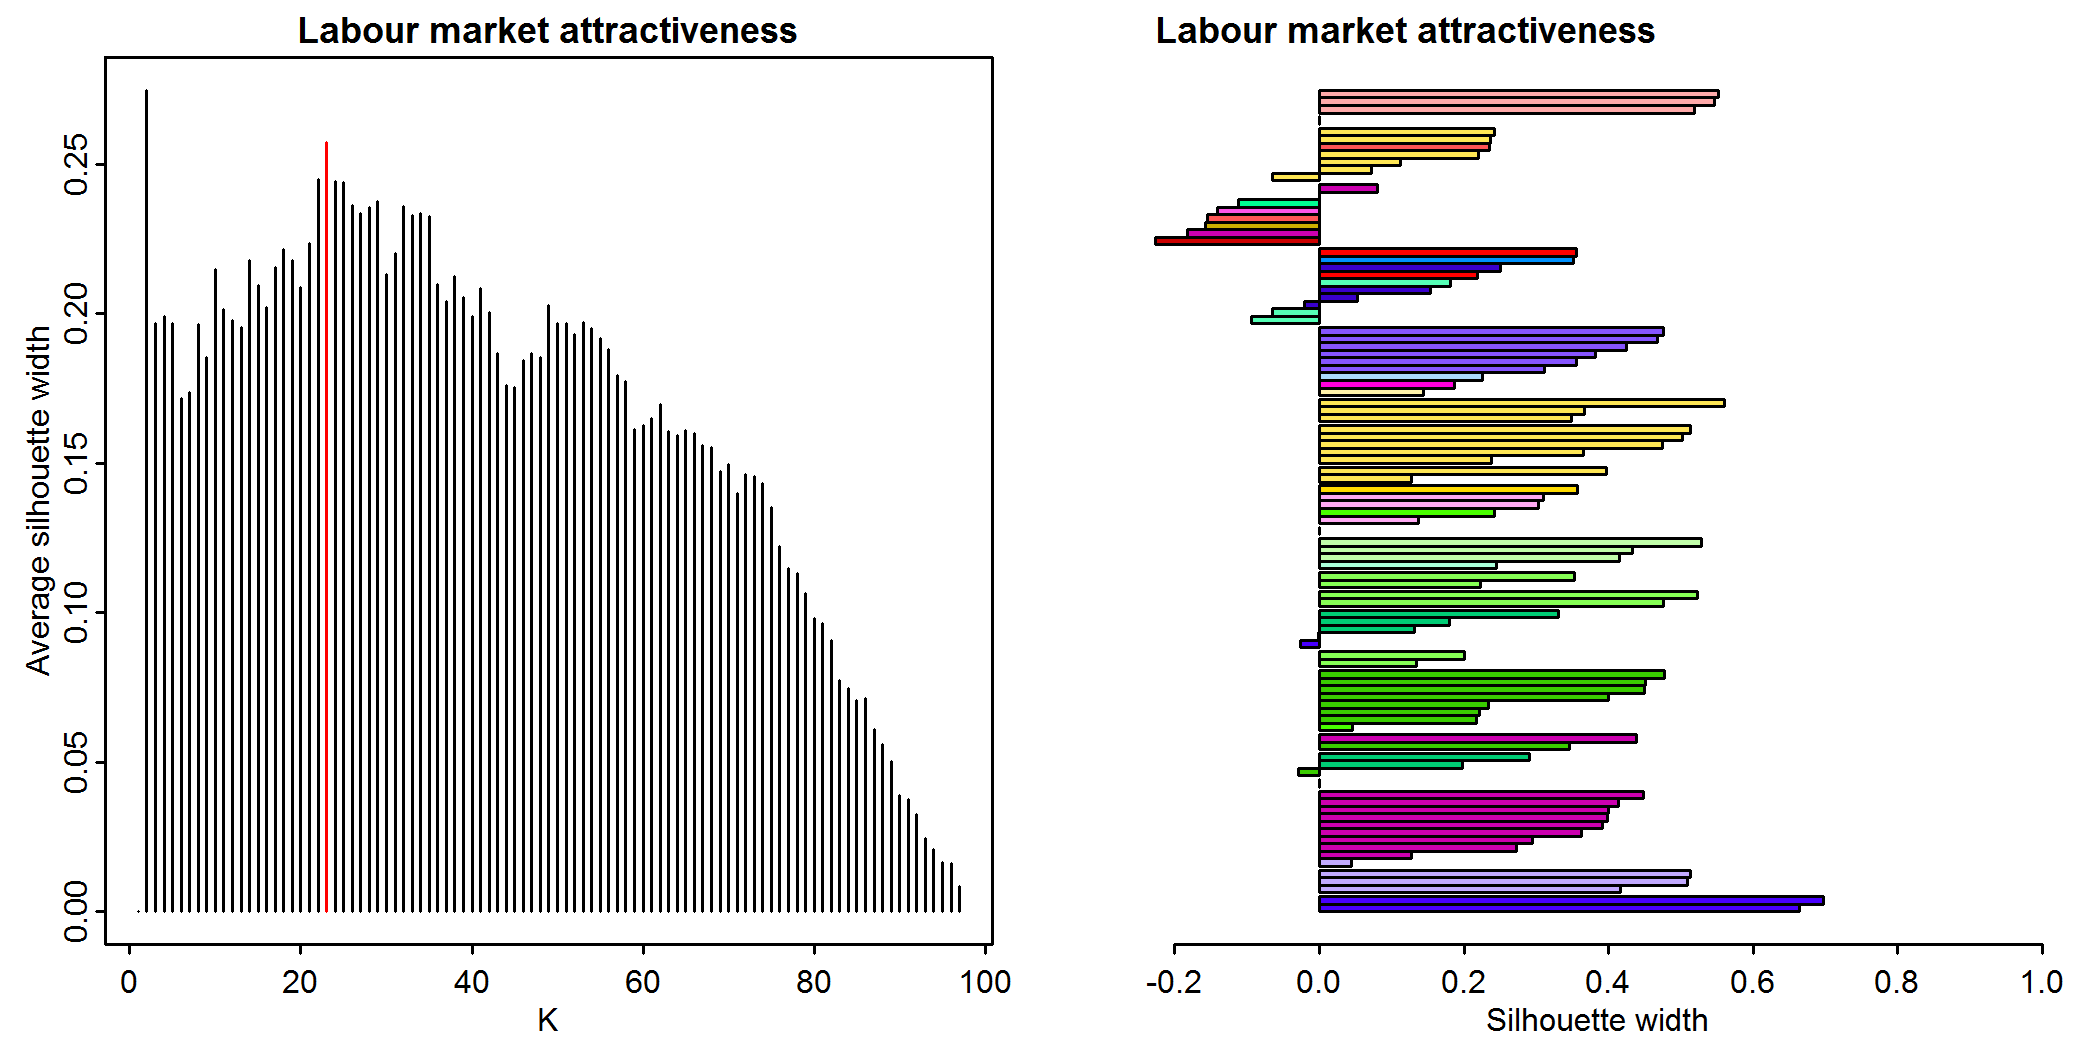 Labour market attractiveness
Average silhouette width
0.25
0.20
0.15
0.10
0.05
0.00
0 20 40 60 80 100
K
Labour market attractiveness
-0.2 0.0 0.2 0.4 0.6 0.8 1.0
Silhouette width